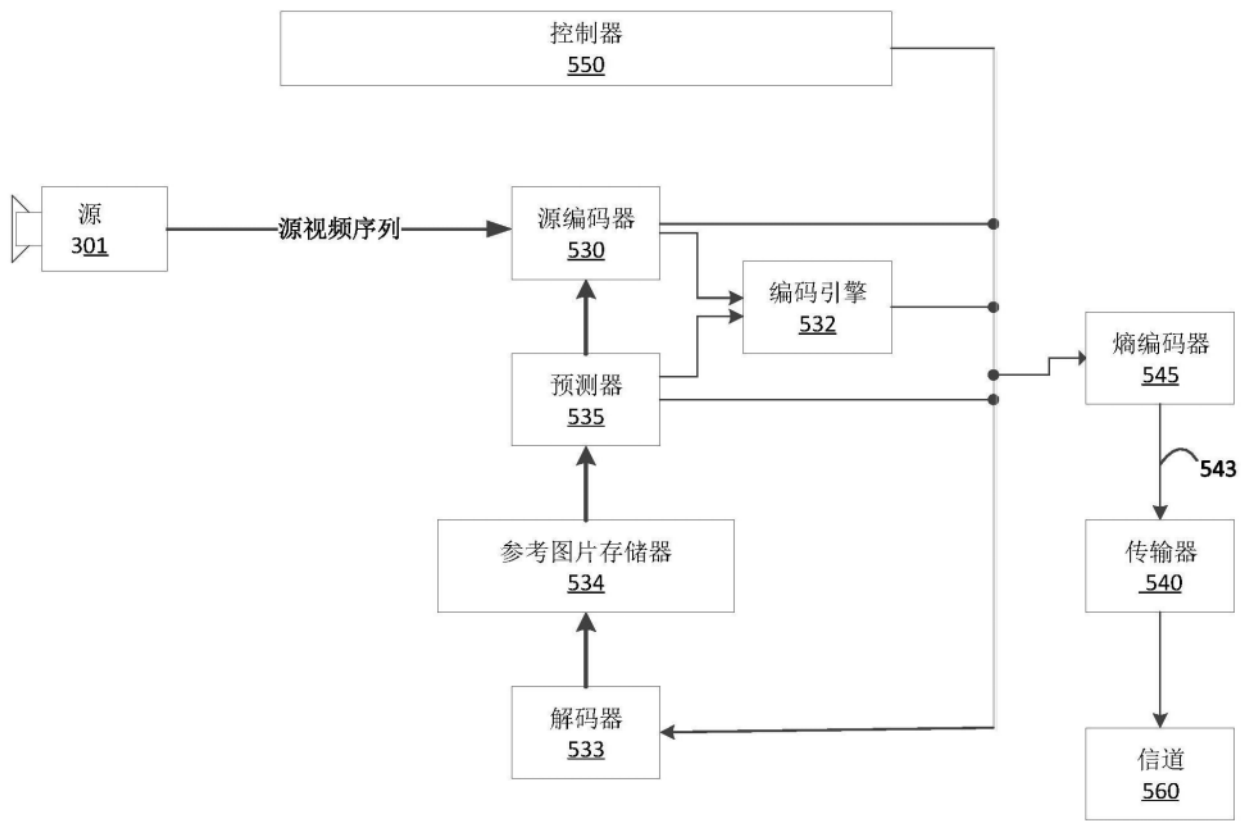 控制器
550
源
301
源视频序列
源编码器
530
编码引擎
532
熵编码器
545
预测器
535
543
参考图片存储器
534
传输器
540
解码器
533
信道
560